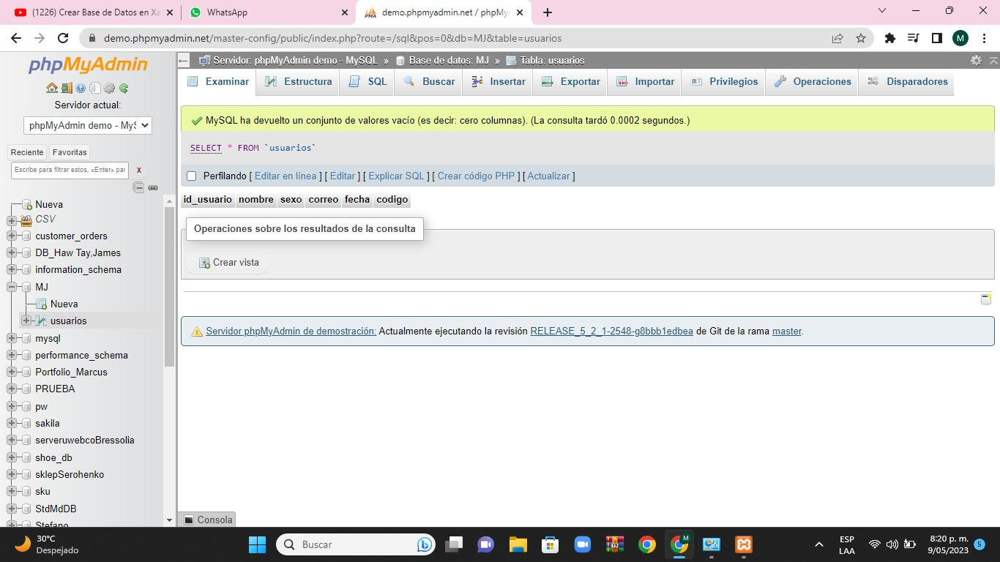 (1226) Crear Base de Datos en Xa
WhatsApp
demo.phpmyadmin.net / phpMy
demo.phpmyadmin.net/master-config/public/index.php?route=/sql&pos=0&db=MJ&table=usuarios
M
phpMyAdmin
Servidor actual:
phpMyAdmin demo - MyS
Reciente Favoritas
Escribe para filtrar estos, «Enter» par X
Nueva
CSV
customer_orders
DB_Haw Tay,James
information_schema
MJ
Nueva
usuarios
mysql
performance_schema
Portfolio_Marcus
PRUEBA
pw
sakila
serveruwebcoBressolia
shoe_db
sklepSerohenko
sku
StdMdDB
Stefano
Servidor: phpMyAdmin demo - MySQL » Base de datos: MJ » Tabla: usuarios
Examinar Estructura SQL Buscar Insertar Exportar Importar Privilegios Operaciones Disparadores
MySQL ha devuelto un conjunto de valores vacío (es decir: cero columnas). (La consulta tardó 0.0002 segundos.)
SELECT * FROM `usuarios`
Perfilando [ Editar en línea ] [ Editar ] [ Explicar SQL ] [ Crear código PHP ] [ Actualizar ]
id_usuario nombre sexo correo fecha codigo
Operaciones sobre los resultados de la consulta
Crear vista
Servidor phpMyAdmin de demostración: Actualmente ejecutando la revisión RELEASE_5_2_1-2548-g8bbb1edbea de Git de la rama master.
Consola
30°C
Despejado
Buscar
M
ESP
LAA
8:20 p. m.
9/05/2023
5